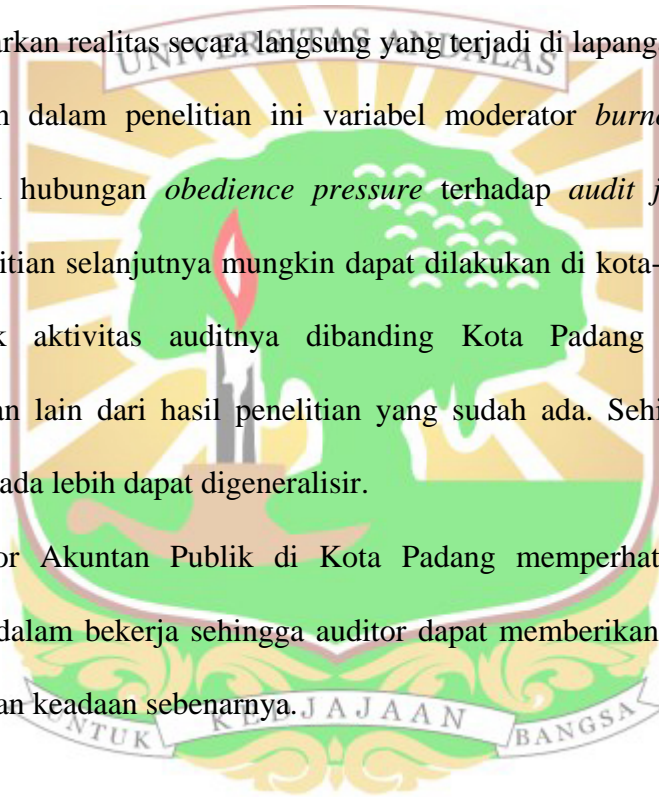 UNIVERSITAS ANDALAS
arkan realitas secara langsung yang terjadi di lapang
dalam penelitian ini variabel moderator burn
hubungan obedience pressure terhadap audit j
itian selanjutnya mungkin dapat dilakukan di kota-
k aktivitas auditnya dibanding Kota Padang
an lain dari hasil penelitian yang sudah ada. Sehi
ada lebih dapat digeneralisir.
or Akuntan Publik di Kota Padang memperhat
dalam bekerja sehingga auditor dapat memberikan
an keadaan sebenarnya.
UNTUK KEDJAJAAN BANGSA